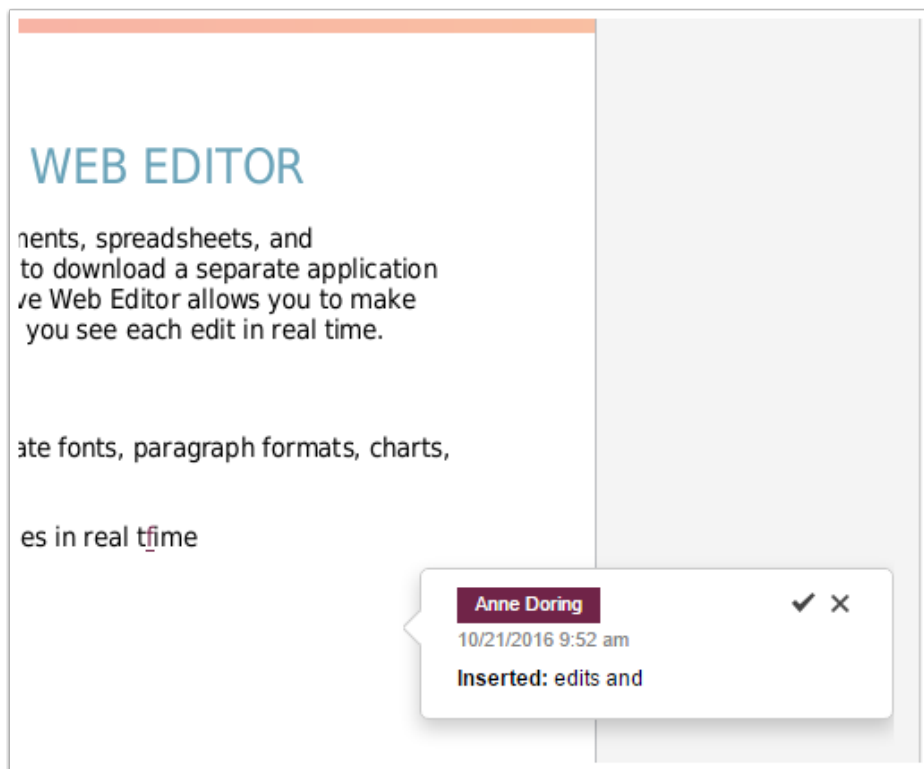 WEB EDITOR
nents, spreadsheets, and
to download a separate application
ve Web Editor allows you to make
you see each edit in real time.
ate fonts, paragraph formats, charts,
es in real tfime
Anne Doring
10/21/2016 9:52 am
Inserted: edits and